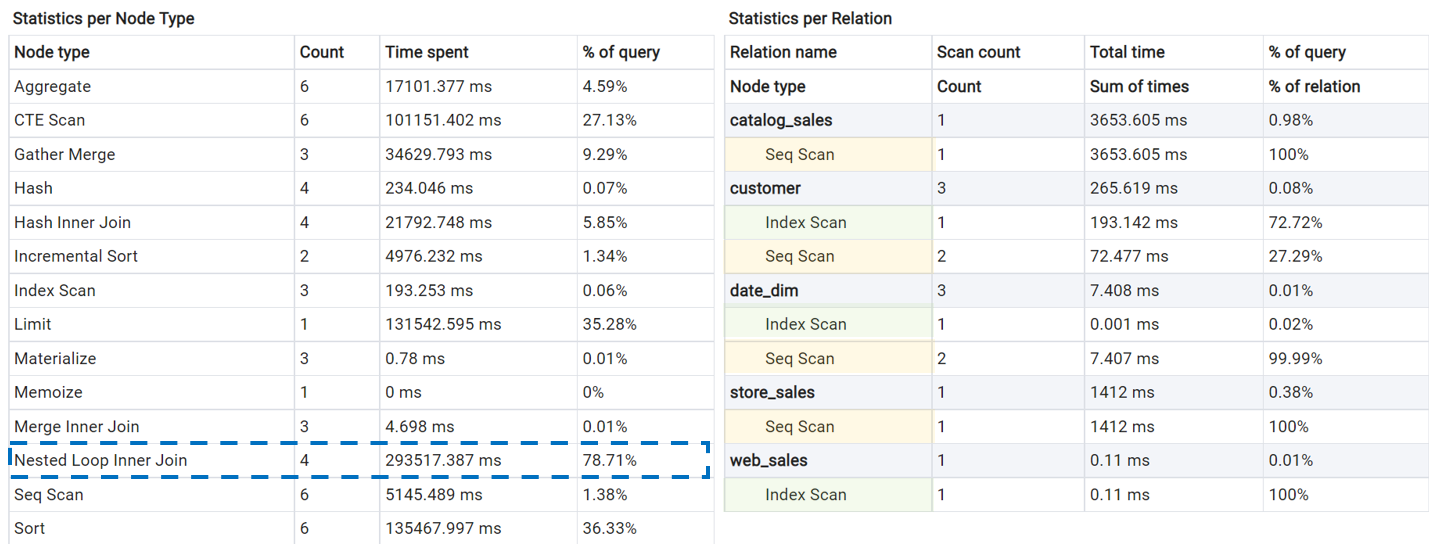 Statistics per Node Type
Node type Count Time spent % of query
Aggregate 6 17101.377 ms 4.59%
CTE Scan 6 101151.402 ms 27.13%
Gather Merge 3 34629.793 ms 9.29%
Hash 4 234.046 ms 0.07%
Hash Inner Join 4 21792.748 ms 5.85%
Incremental Sort 2 4976.232 ms 1.34%
Index Scan 3 193.253 ms 0.06%
Limit 1 131542.595 ms 35.28%
Materialize 3 0.78 ms 0.01%
Memoize 1 0 ms 0%
Merge Inner Join 3 4.698 ms 0.01%
Nested Loop Inner Join 4 293517.387 ms 78.71%
Seq Scan 6 5145.489 ms 1.38%
Sort 6 135467.997 ms 36.33%
Statistics per Relation
Relation name Scan count Total time % of query
Node type Count Sum of times % of relation
catalog_sales 1 3653.605 ms 0.98%
Seq Scan 1 3653.605 ms 100%
customer 3 265.619 ms 0.08%
Index Scan 1 193.142 ms 72.72%
Seq Scan 2 72.477 ms 27.29%
date_dim 3 7.408 ms 0.01%
Index Scan 1 0.001 ms 0.02%
Seq Scan 2 7.407 ms 99.99%
store_sales 1 1412 ms 0.38%
Seq Scan 1 1412 ms 100%
web_sales 1 0.11 ms 0.01%
Index Scan 1 0.11 ms 100%